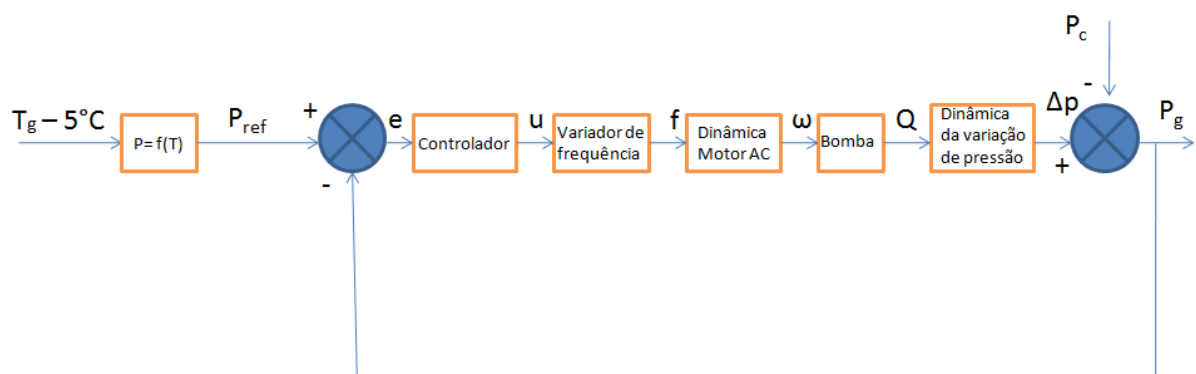 T_g – 5°C
P= f(T)
P_ref
+
-
e
Controlador
u
Variador de
frequência
f
Dinâmica
Motor AC
ω
Bomba
Q
Dinâmica
da variação
de pressão
Δp
+
P_c
-
P_g